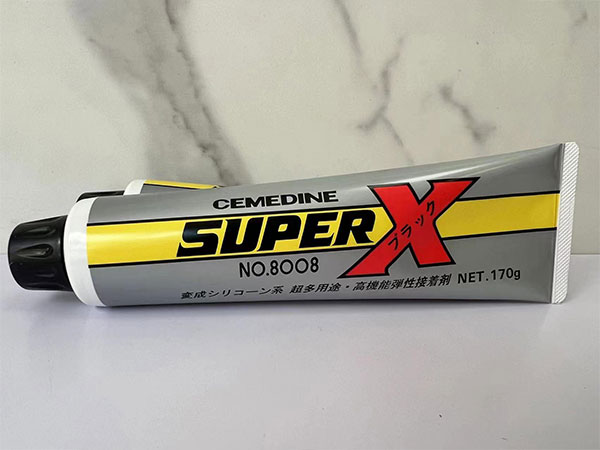 CEMEDINE
SUPER X
ブラック
NO.8008
変成シリコーン系 超多用途・高機能弾性接着剤 NET.170g